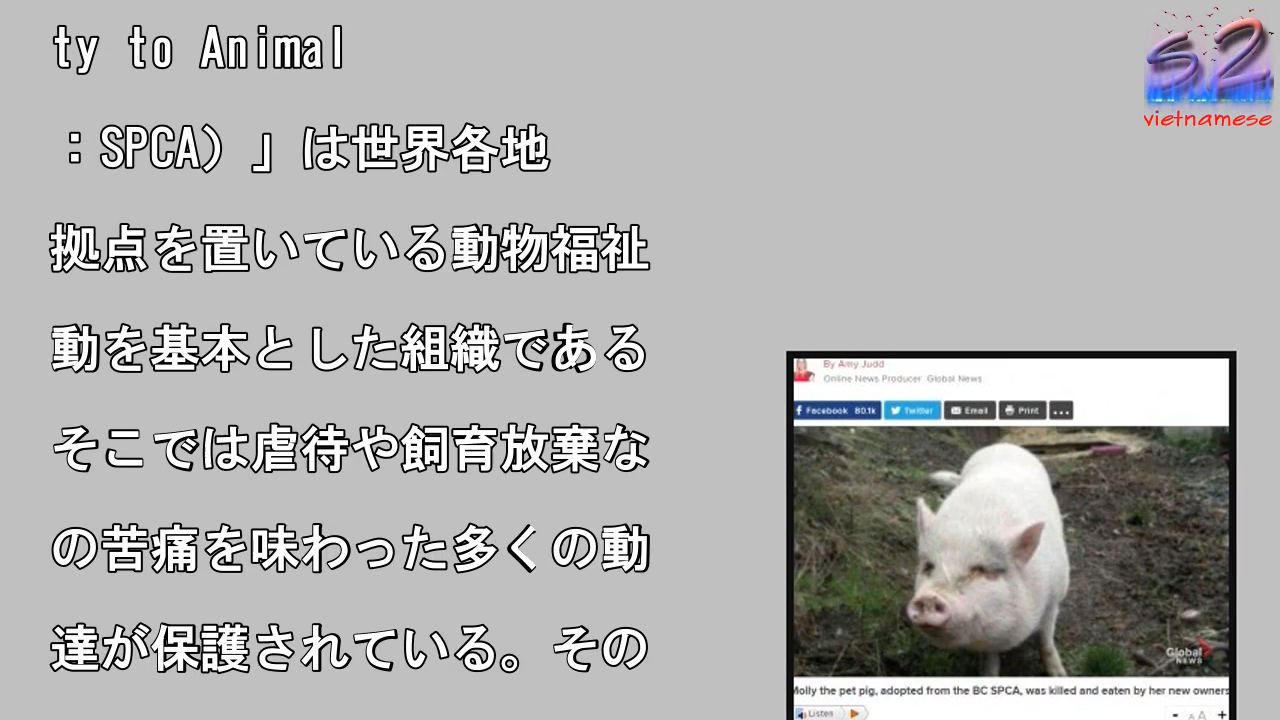 ty to Animal
：SPCA）」は世界各地
拠点を置いている動物福祉
動を基本とした組織である
そこでは虐待や飼育放棄な
の苦痛を味わった多くの動
達が保護されている。その
S2
vietnamese
By Amy Judd
Online News Producer Global News
Facebook 80.1k Twitter Email Print ...
Global
NEWS
Molly the pet pig, adopted from the BC SPCA, was killed and eaten by her new owners
Listen
- A A +